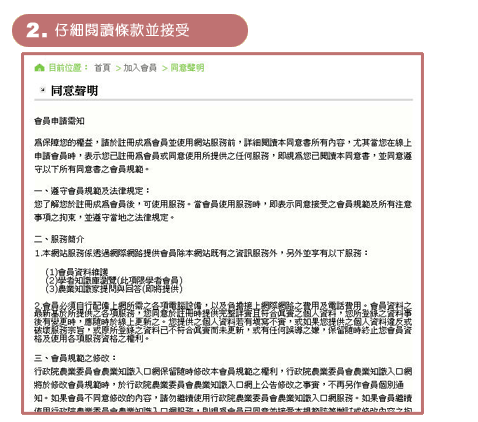 2. 仔細閱讀條款並接受
目前位置： 首頁 > 加入會員 > 同意聲明
同意聲明
會員申請需知
為保障您的權益，請於註冊成為會員並使用網站服務前，詳細閱讀本同意書所有內容，尤其當您在線上
申請會員時，表示您已註冊為會員或同意使用所提供之任何服務，即視為您已閱讀本同意書，並同意遵
守以下所有同意書之會員規範。
一、遵守會員規範及法律規定：
您了解您於註冊成為會員後，可使用服務。當會員使用服務時，即表示同意接受之會員規範及所有注意
事項之拘束，並遵守當地之法律規定。
二、服務簡介
1.本網站服務係透過網際網路提供會員除本網站既有之資訊服務外，另外並享有以下服務：
(1)會員資料維護
(2)學者知識庫瀏覽(此項限學者會員)
(3)農業知識家提問與回答(即將提供)
2.會員必須自行配備上網所需之各項電腦設備，以及負擔接上網際網路之費用及電話費用。會員資料之
最新基於所提供之各項服務，您同意於註冊時提供完整詳實且符合真實之個人資料，您所登錄之資料事
後有變更時，應隨時於線上更新之。您提供之個人資料若有填寫不實，或如果您提供之個人資料違反或
破壞服務宗旨，或原所登錄之資料已不符合真實而未更新，或有任何誤導之嫌，保留隨時終止您會員資
格及使用各項服務資格之權利。
三、會員規範之修改：
行政院農業委員會農業知識入口網保留隨時修改本會員規範之權利，行政院農業委員會農業知識入口網
將於修改會員規範時，於行政院農業委員會農業知識入口網上公告修改之事實，不再另作會員個別通
知。如果會員不同意修改的內容，請勿繼續使用行政院農業委員會農業知識入口網服務。如果會員繼續
使用行政院農業委員會農業知識入口網服務，則視為會員已同意並接受本規範等增訂或修改內容之拘